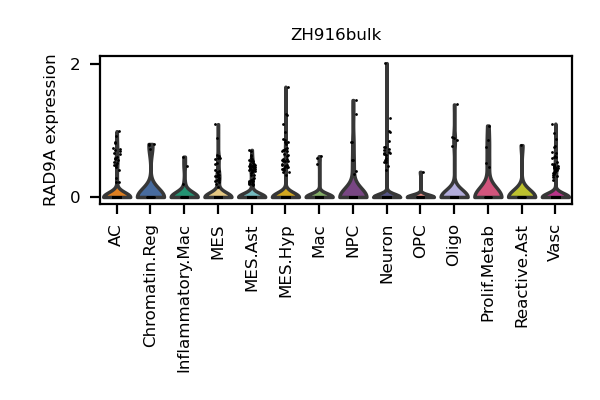 ZH916bulk
RAD9A expression
2
0
AC
Chromatin.Reg
Inflammatory.Mac
MES
MES.Ast
MES.Hyp
Mac
NPC
Neuron
OPC
Oligo
Prolif.Metab
Reactive.Ast
Vasc